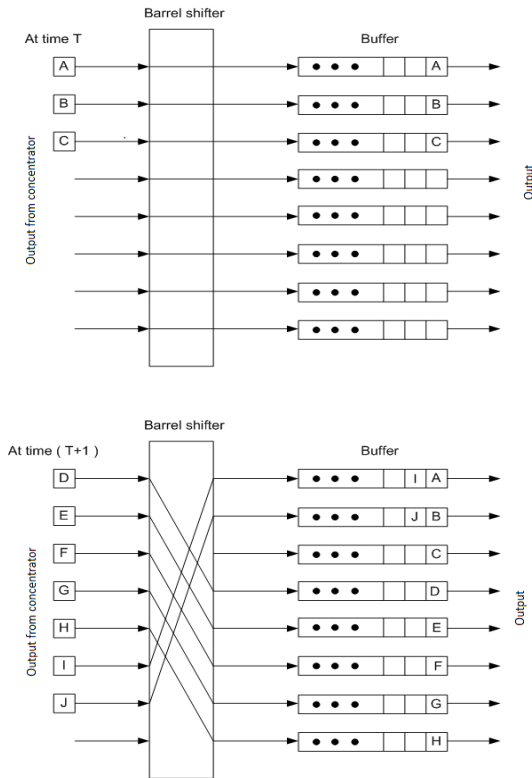 Barrel shifter
At time T
Buffer
A
A
B
B
C
C
Output from concentrator
Output
Barrel shifter
At time ( T+1 )
Buffer
D
I A
E
J B
F
C
G
D
H
E
I
F
J
G
H
Output from concentrator
Output